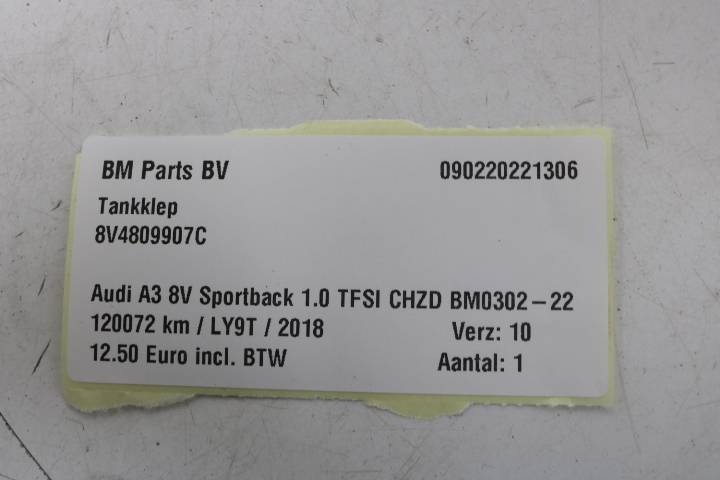 BM Parts BV 090220221306
Tankklep
8V4809907C
Audi A3 8V Sportback 1.0 TFSI CHZD BM0302-22
120072 km / LY9T / 2018 Verz: 10
12.50 Euro incl. BTW Aantal: 1